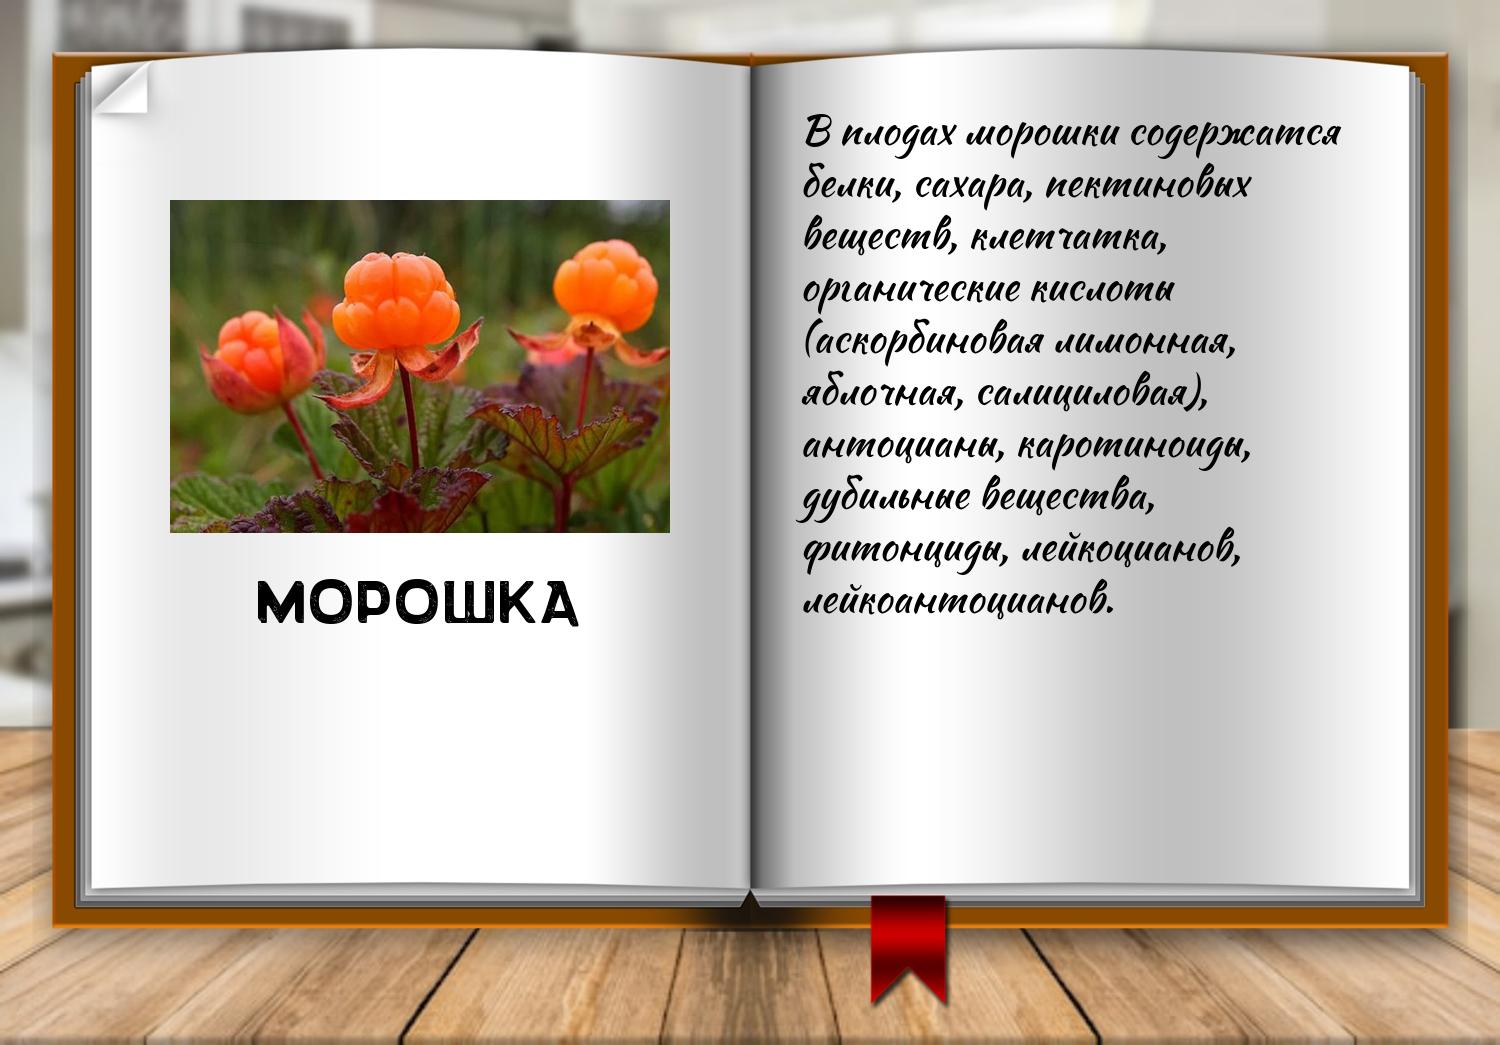 МОРОШКА
В плодах морошки содержатся
белки, сахара, пектиновых
веществ, клетчатка,
органические кислоты
(аскорбиновая лимонная,
яблочная, салициловая),
антоцианы, каротиноиды,
дубильные вещества,
фитонциды, лейкоцианов,
лейкоантоцианов.